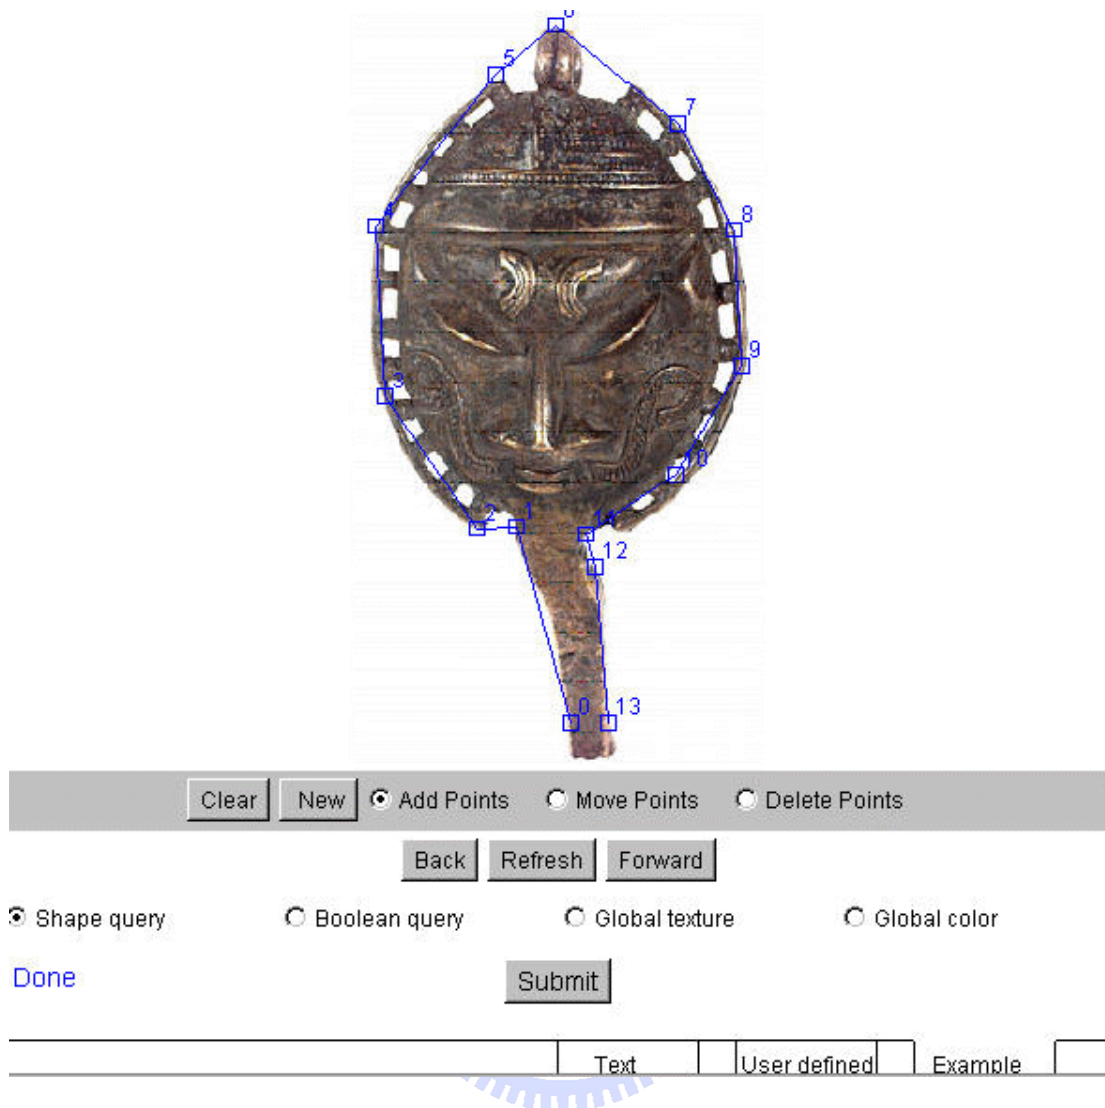 6
5
7
4
8
9
3
10
2 1 11
12
0 13
Clear New Add Points Move Points Delete Points
Back Refresh Forward
Shape query Boolean query Global texture Global color
Done Submit
Text User defined Example